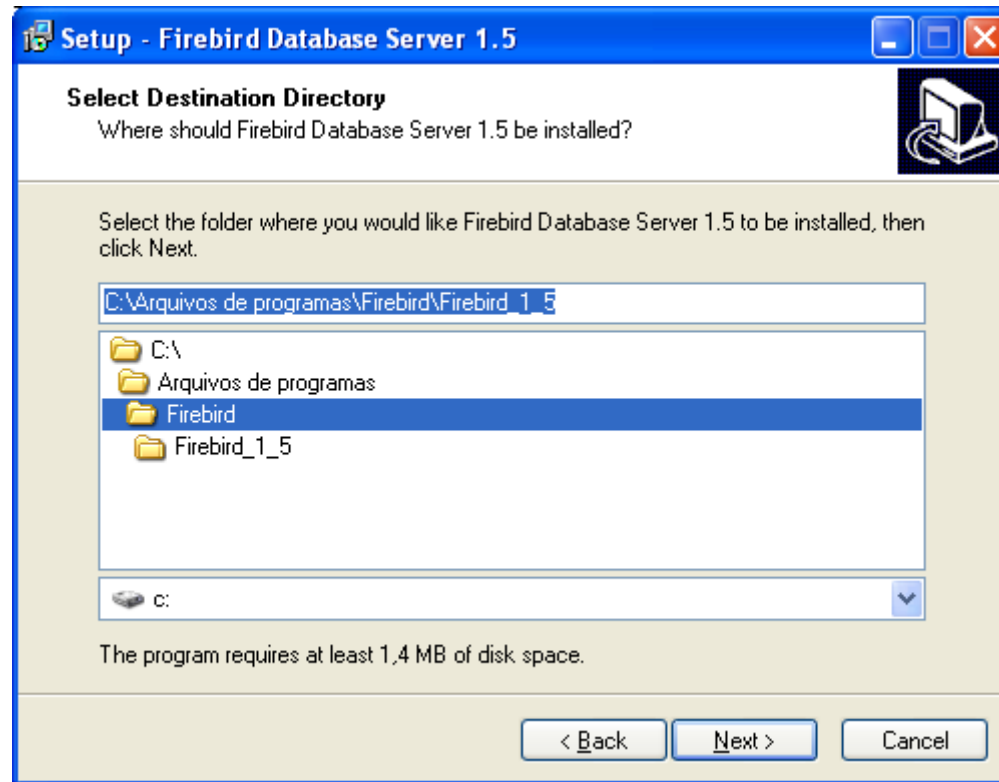 Setup - Firebird Database Server 1.5
Select Destination Directory
Where should Firebird Database Server 1.5 be installed?
Select the folder where you would like Firebird Database Server 1.5 to be installed, then
click Next.
C:\Arquivos de programas\Firebird\Firebird_1_5
C:\
Arquivos de programas
Firebird
Firebird_1_5
c:
The program requires at least 1,4 MB of disk space.
< Back Next > Cancel